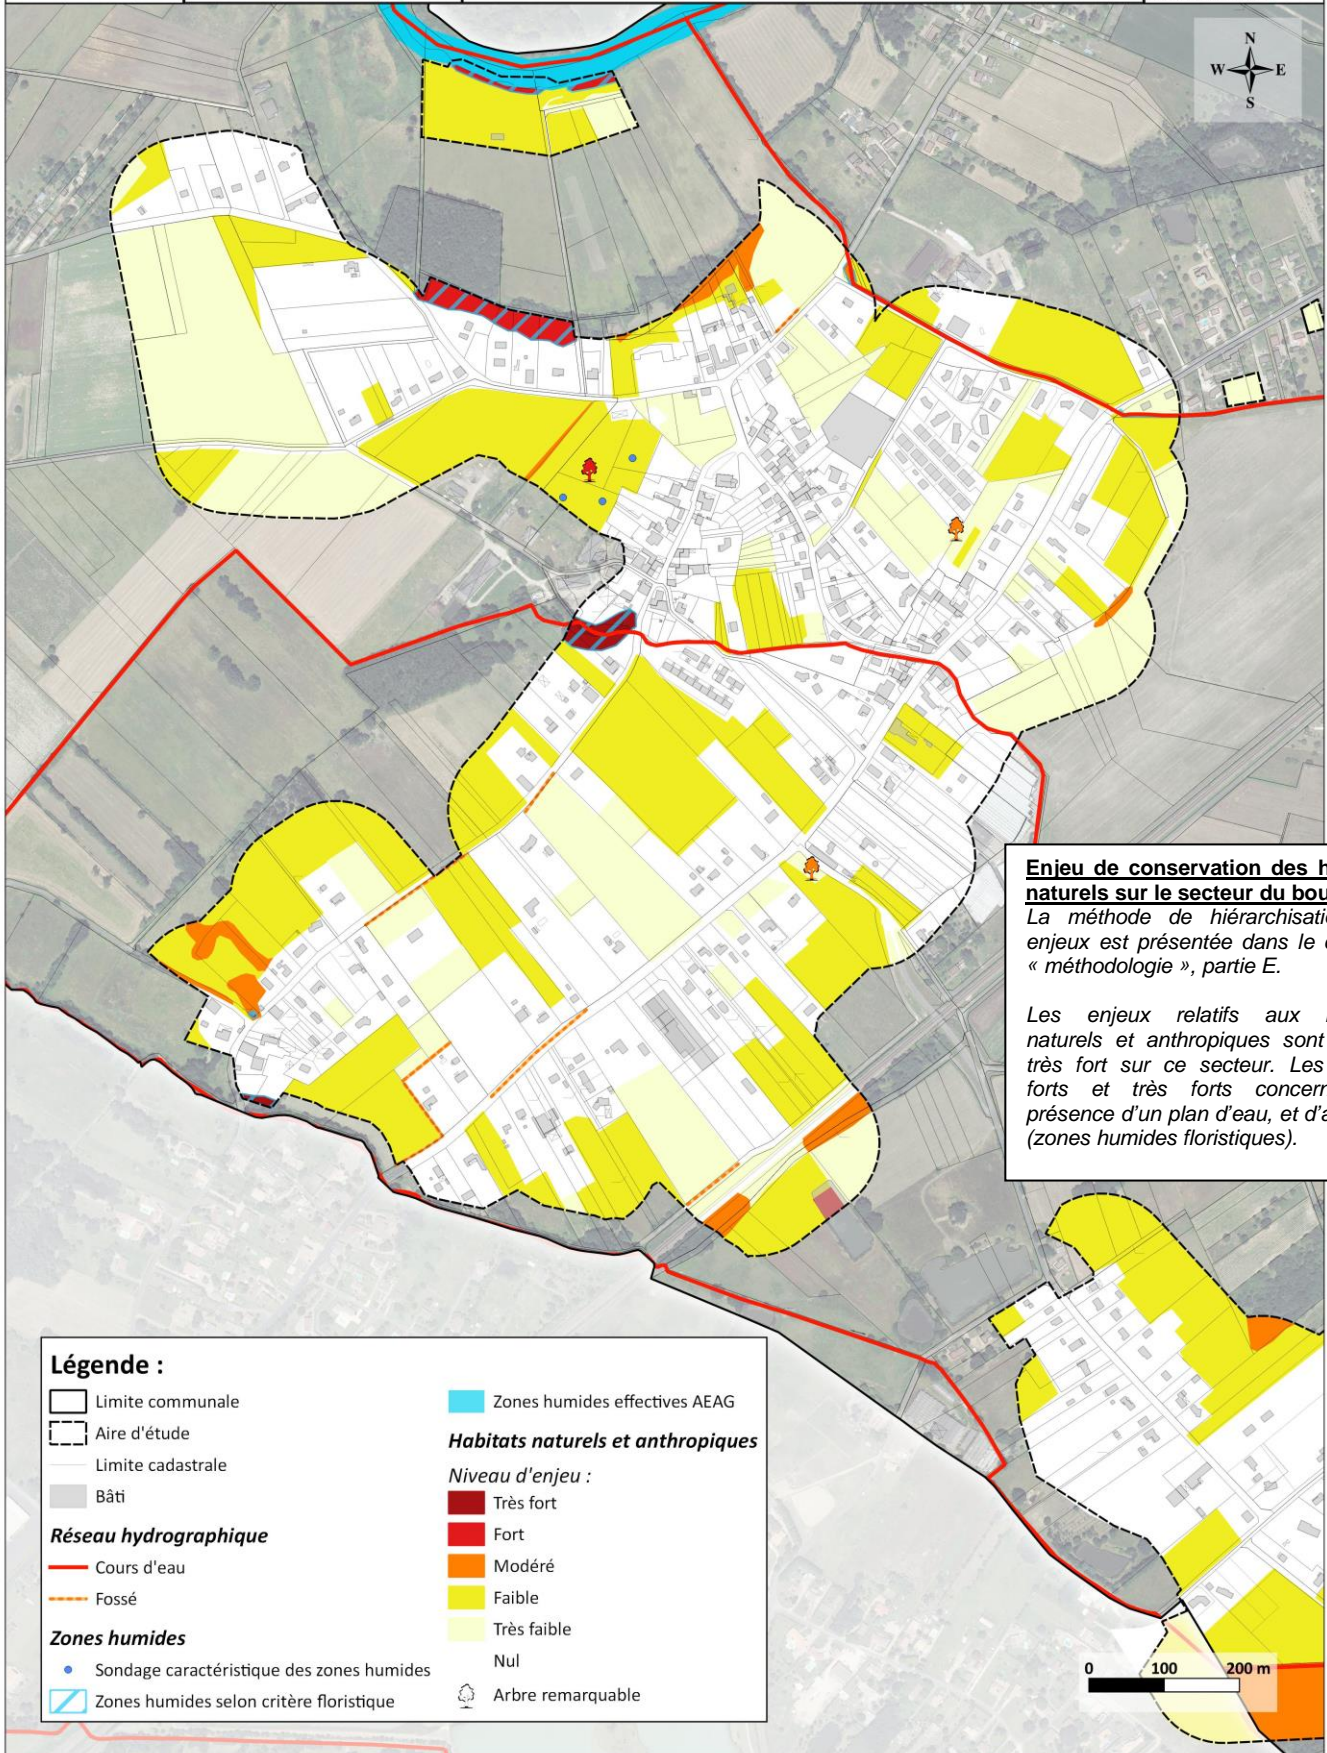 N
W E
S
Enjeu de conservation des
naturels sur le secteur du
La méthode de
enjeux est présentée dans le
« méthodologie », partie E.
Les enjeux relatifs aux
naturels et anthropiques sont
très fort sur ce secteur. Les
forts et très forts
présence d'un plan d'eau, et
(zones humides floristiques).
Légende :
Limite communale
Aire d'étude
Limite cadastrale
Bâti
Réseau hydrographique
Cours d'eau
Fossé
Zones humides
Sondage caractéristique des zones humides
Zones humides selon critère floristique
Zones humides effectives AEAG
Habitats naturels et anthropiques
Niveau d'enjeu :
Très fort
Fort
Modéré
Faible
Très faible
Nul
Arbre remarquable
0 100 200 m